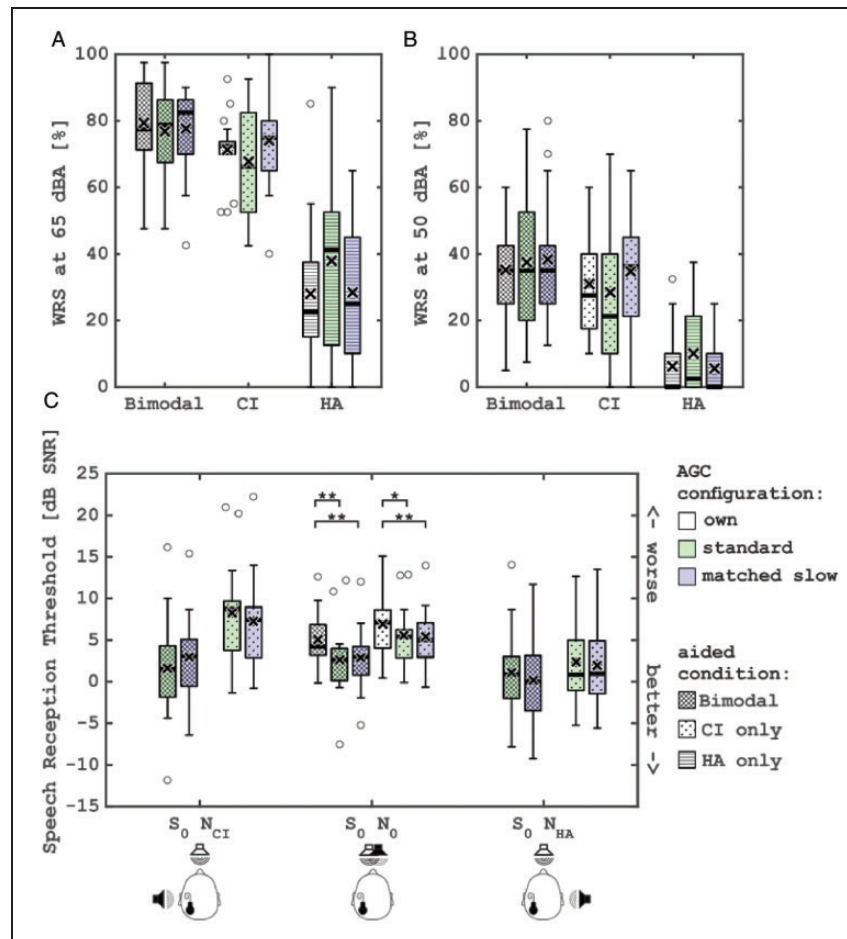 A
WRS at 65 dBA [%]
100
80
60
40
20
0
Bimodal CI HA
B
WRS at 50 dBA [%]
100
80
60
40
20
0
Bimodal CI HA
C
Speech Reception Threshold [dB SNR]
25
20
15
10
5
0
-5
-10
-15
** 
**
*
**
<- worse
better ->
S0 NCI
S0 N0
S0 NHA
AGC
configuration:
own
standard
matched slow
aided
condition:
Bimodal
CI only
HA only